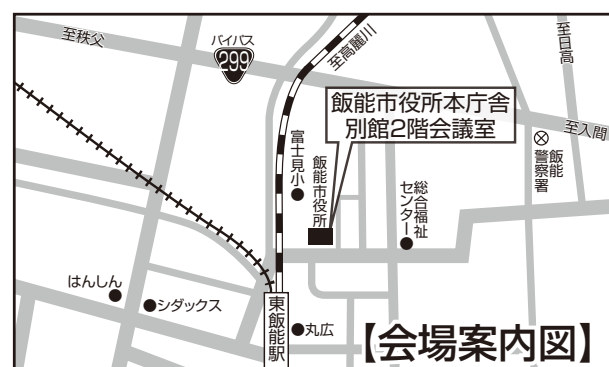 至秩父
バイパス
299
至高麗川
至日高
飯能市役所本庁舎
別館2階会議室
至入間
飯能
警察署
富士見小
飯能市役所
総合福祉
センター
はんしん
シダックス
東飯能駅
丸広
【会場案内図】